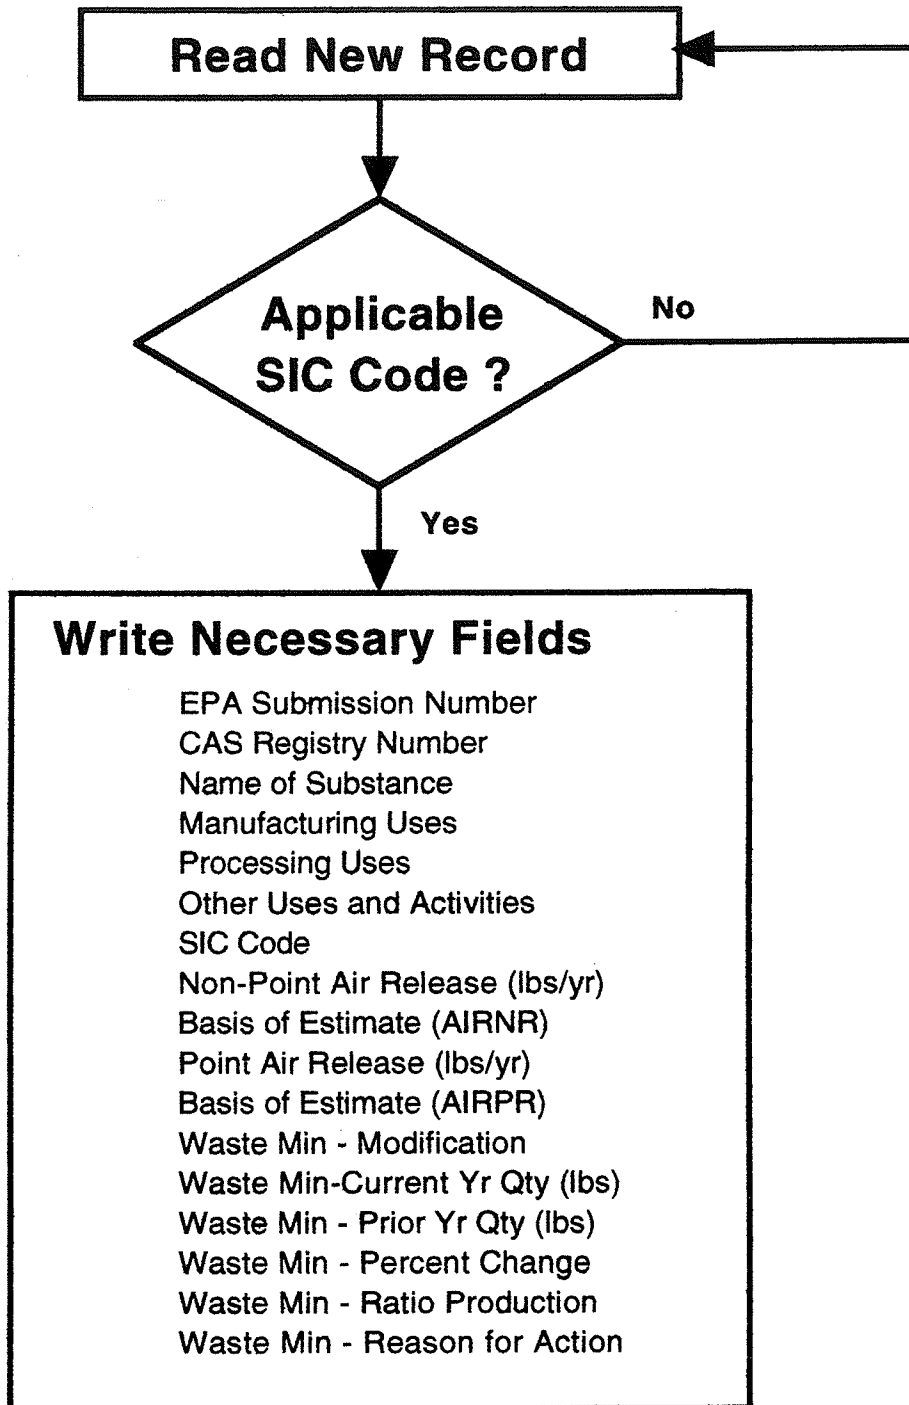 Read New Record
Applicable
SIC Code ?
No
Yes
Write Necessary Fields
EPA Submission Number
CAS Registry Number
Name of Substance
Manufacturing Uses
Processing Uses
Other Uses and Activities
SIC Code
Non-Point Air Release (lbs/yr)
Basis of Estimate (AIRNR)
Point Air Release (lbs/yr)
Basis of Estimate (AIRPR)
Waste Min - Modification
Waste Min-Current Yr Qty (lbs)
Waste Min - Prior Yr Qty (lbs)
Waste Min - Percent Change
Waste Min - Ratio Production
Waste Min - Reason for Action